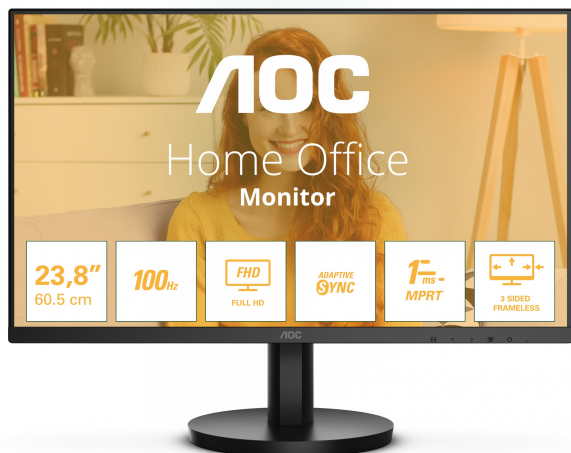 AOC
Home Office
Monitor
23,8"
60.5 cm
100Hz
FHD
FULL HD
ADAPTIVE
SYNC
1ms
MPRT
3 SIDED
FRAMELESS
AOC